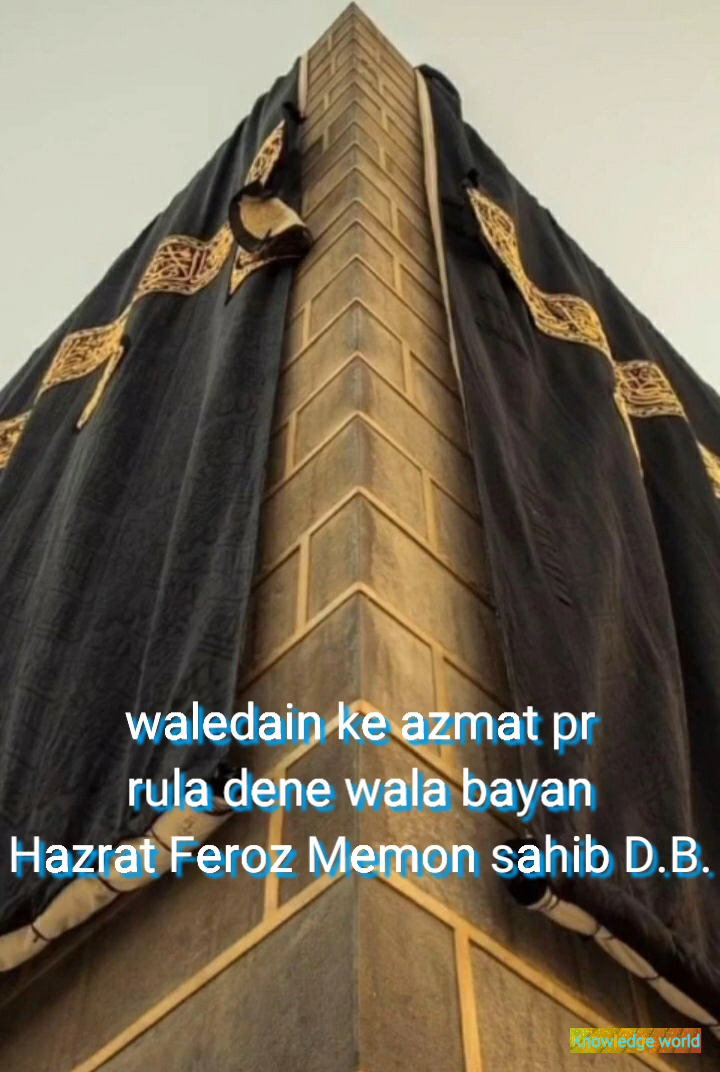 waledain ke azmat pr
rula dene wala bayan
Hazrat Feroz Memon sahib D.B.
Knowledge world